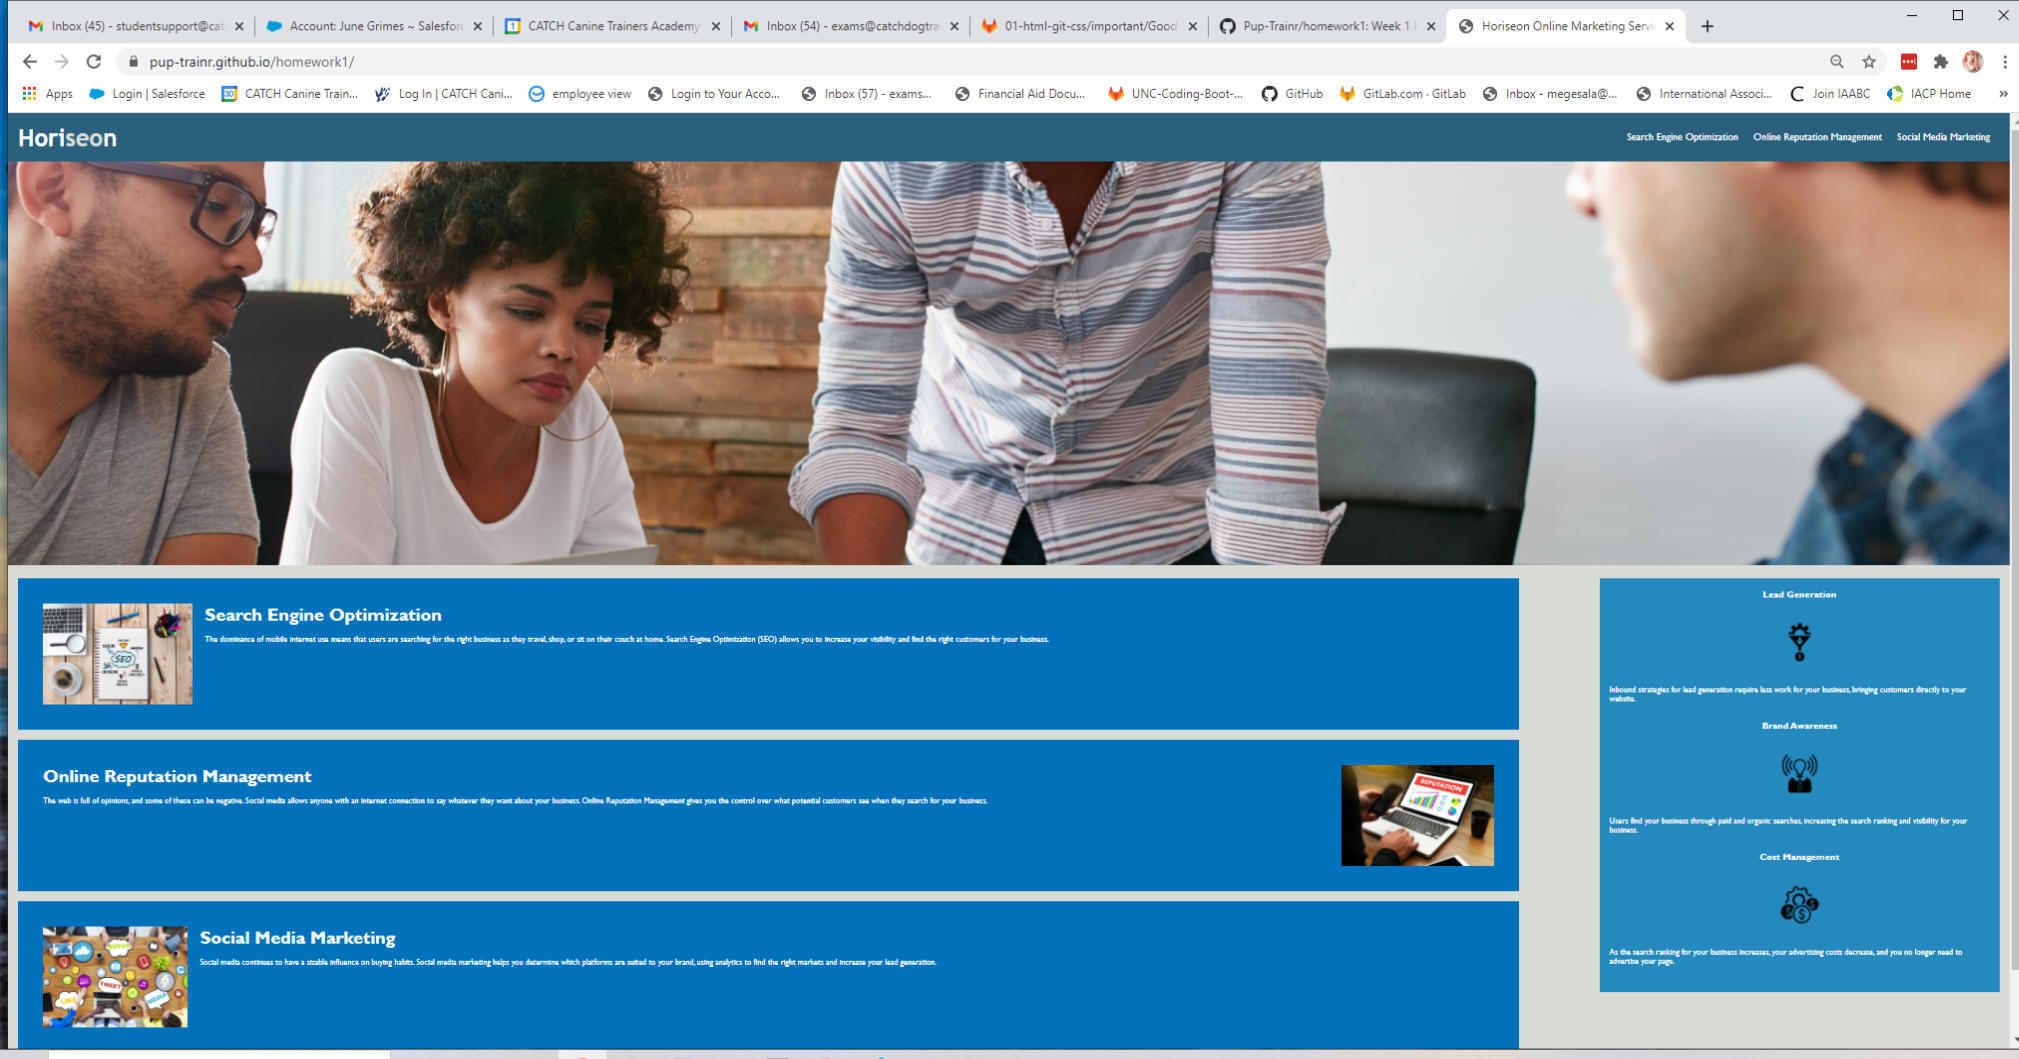 Inbox (45) - studentsupport@cat
Account: June Grimes ~ Salesforc
CATCH Canine Trainers Academy
Inbox (54) - exams@catchdogtra
01-html-git-css/important/Good
Pup-Trainr/homework1: Week 1 H
Horiseon Online Marketing Servic
pup-trainr.github.io/homework1/
Apps
Login | Salesforce
CATCH Canine Train...
Log In | CATCH Cani...
employee view
Login to Your Acco...
Inbox (57) - exams...
Financial Aid Docu...
UNC-Coding-Boot-...
GitHub
GitLab.com · GitLab
Inbox - megesala@...
International Associ...
Join IAABC
IACP Home
»
Horiseon
Search Engine Optimization
Online Reputation Management
Social Media Marketing
Search Engine Optimization
The dominance of mobile internet use means that users are searching for the right business as they travel, shop, or sit on their couch at home. Search Engine Optimization (SEO) allows you to increase your visibility and find the right customers for your business.
SEO
Online Reputation Management
The web is full of opinions, and some of these can be negative. Social media allows anyone with an internet connection to say whatever they want about your business. Online Reputation Management gives you the control over what potential customers see when they search for your business.
REPUTATION
Social Media Marketing
Social media continues to have a sizable influence on buying habits. Social media marketing helps you determine which platforms are suited to your brand, using analytics to find the right markets and increase your lead generation.
TWEET
LIKE
MEDIA
Lead Generation
Inbound strategies for lead generation require less work for your business, bringing customers directly to your
website.
Brand Awareness
Users find your business through paid and organic searches, increasing the search ranking and visibility for your
business.
Cost Management
As the search ranking for your business increases, your advertising costs decrease, and you no longer need to
advertise your page.